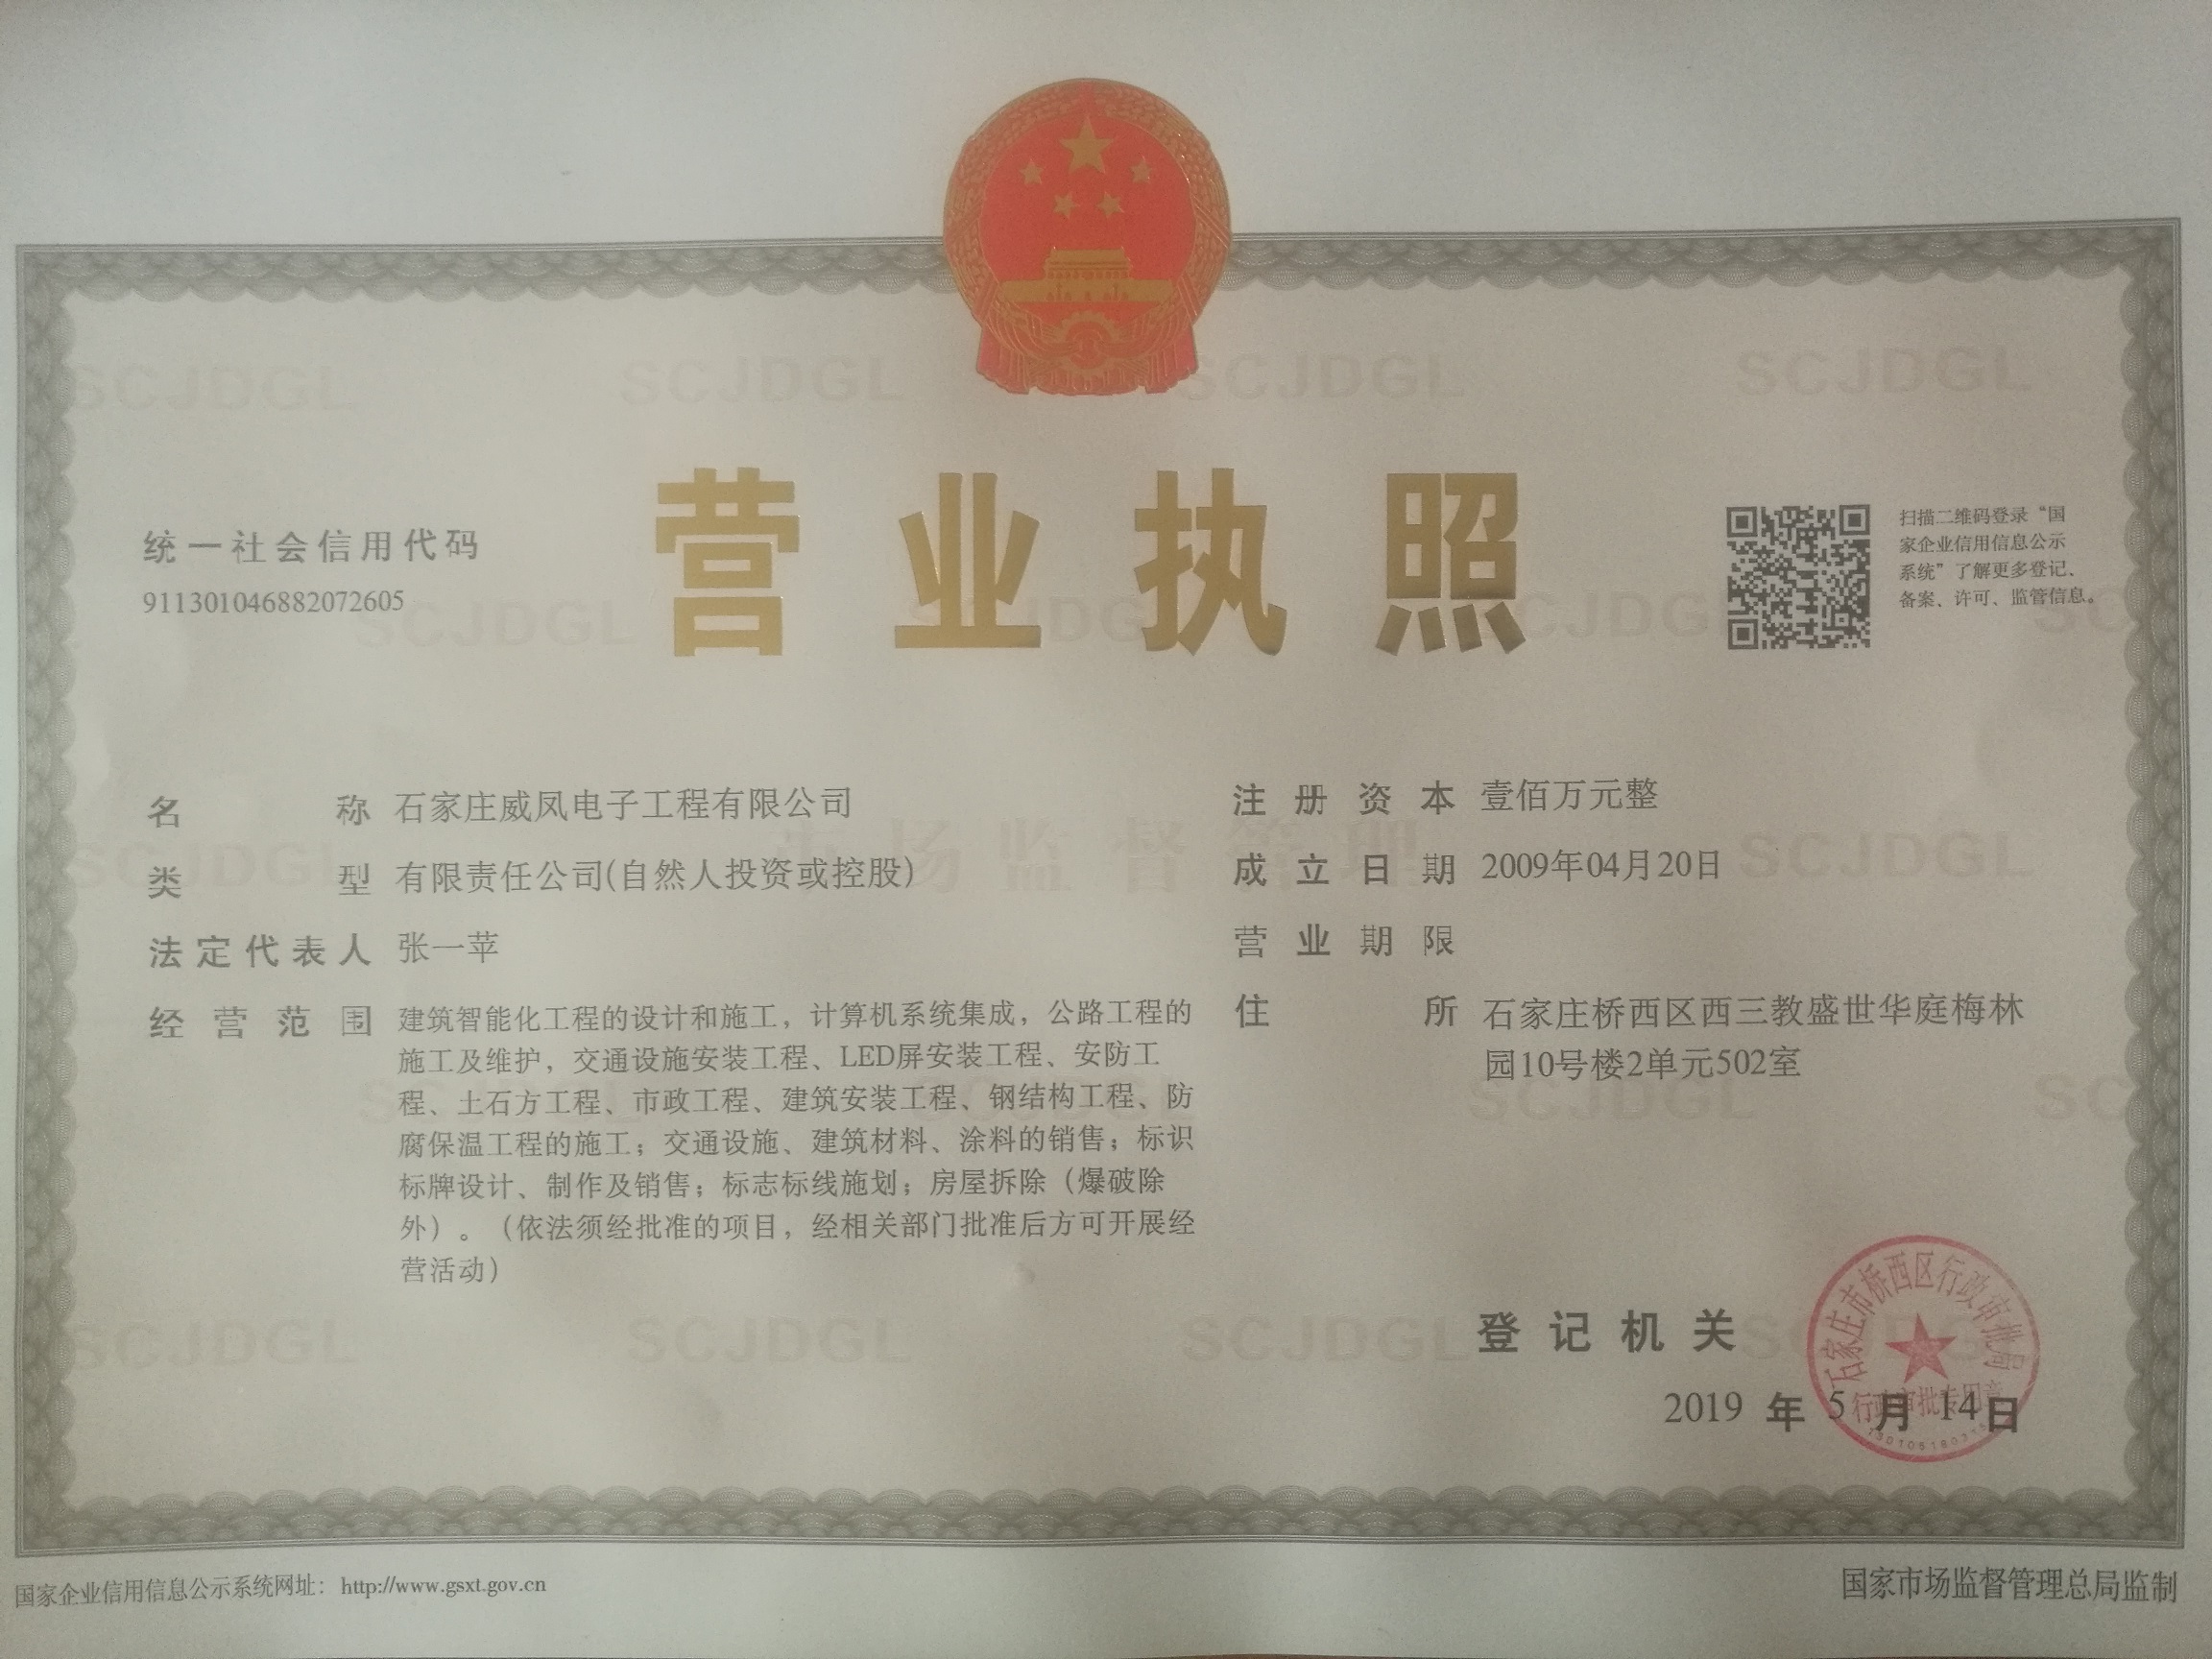 营业执照
统一社会信用代码
911301046882072605
扫描二维码登录“国
家企业信用信息公示
系统”了解更多登记、
备案、许可、监管信息。
名称 石家庄威凤电子工程有限公司
类型 有限责任公司(自然人投资或控股)
法定代表人 张一苹
经营范围 建筑智能化工程的设计和施工，计算机系统集成，公路工程的
施工及维护，交通设施安装工程、LED屏安装工程、安防工
程、土石方工程、市政工程、建筑安装工程、钢结构工程、防
腐保温工程的施工；交通设施、建筑材料、涂料的销售；标识
标牌设计、制作及销售；标志标线施划；房屋拆除（爆破除
外）。（依法须经批准的项目，经相关部门批准后方可开展经
营活动）
注册资本 壹佰万元整
成立日期 2009年04月20日
营业期限
住所 石家庄桥西区西三教盛世华庭梅林
园10号楼2单元502室
登记机关
石家庄市桥西区行政审批局
行政审批专用章
2019 年 5 月 14日
SCJDGL
市场监督管理
国家企业信用信息公示系统网址：http://www.gsxt.gov.cn
国家市场监督管理总局监制